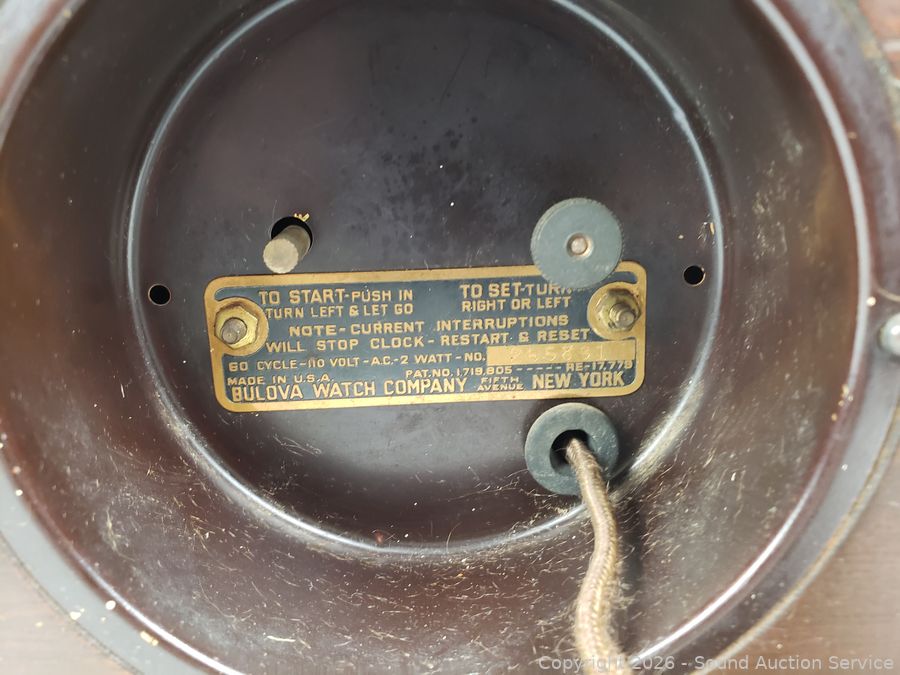 TO START-PUSH IN
TURN LEFT & LET GO
TO SET-TURN
RIGHT OR LEFT
NOTE-CURRENT INTERRUPTIONS
WILL STOP CLOCK-RESTART & RESET
60 CYCLE-110 VOLT-A.C.-2 WATT-NO.
PAT.NO.1,719,805-----RE-17,779
MADE IN U.S.A.
BULOVA WATCH COMPANY FIFTH AVENUE NEW YORK
Copyright 2026 - Sound Auction Service